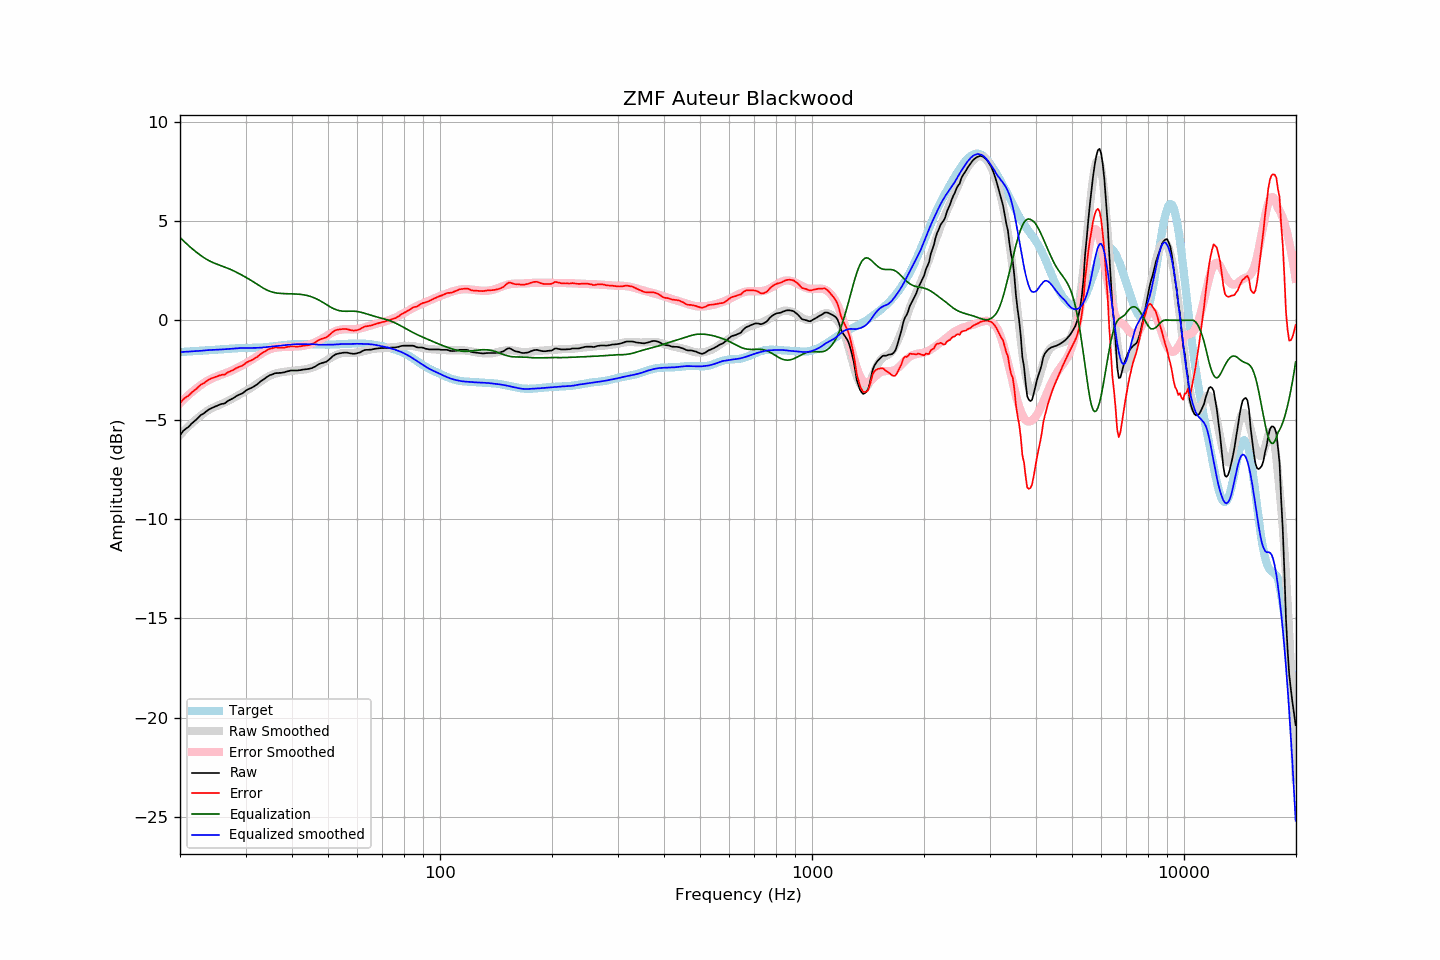 ZMF Auteur Blackwood
10
5
0
−5
−10
−15
−20
−25
Amplitude (dBr)
Target
Raw Smoothed
Error Smoothed
Raw
Error
Equalization
Equalized smoothed
100 1000 10000
Frequency (Hz)